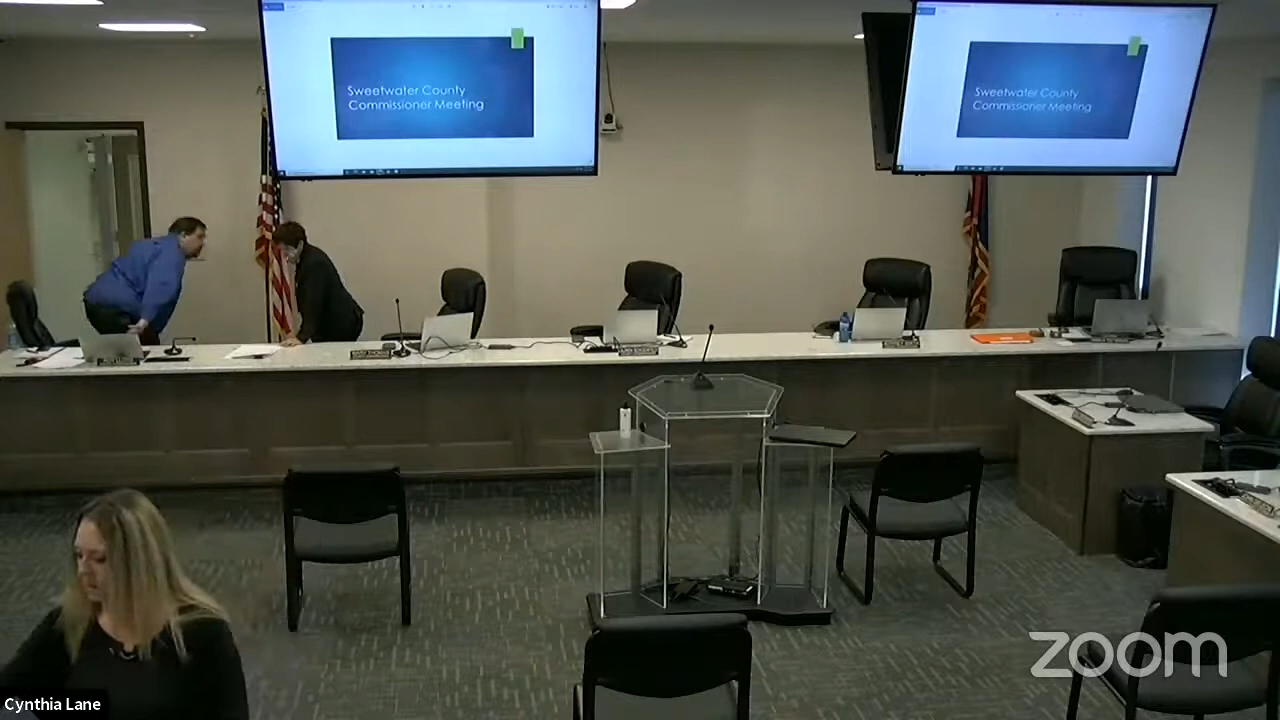 Sweetwater County
Commissioner Meeting
Sweetwater County
Commissioner Meeting
zoom
Cynthia Lane